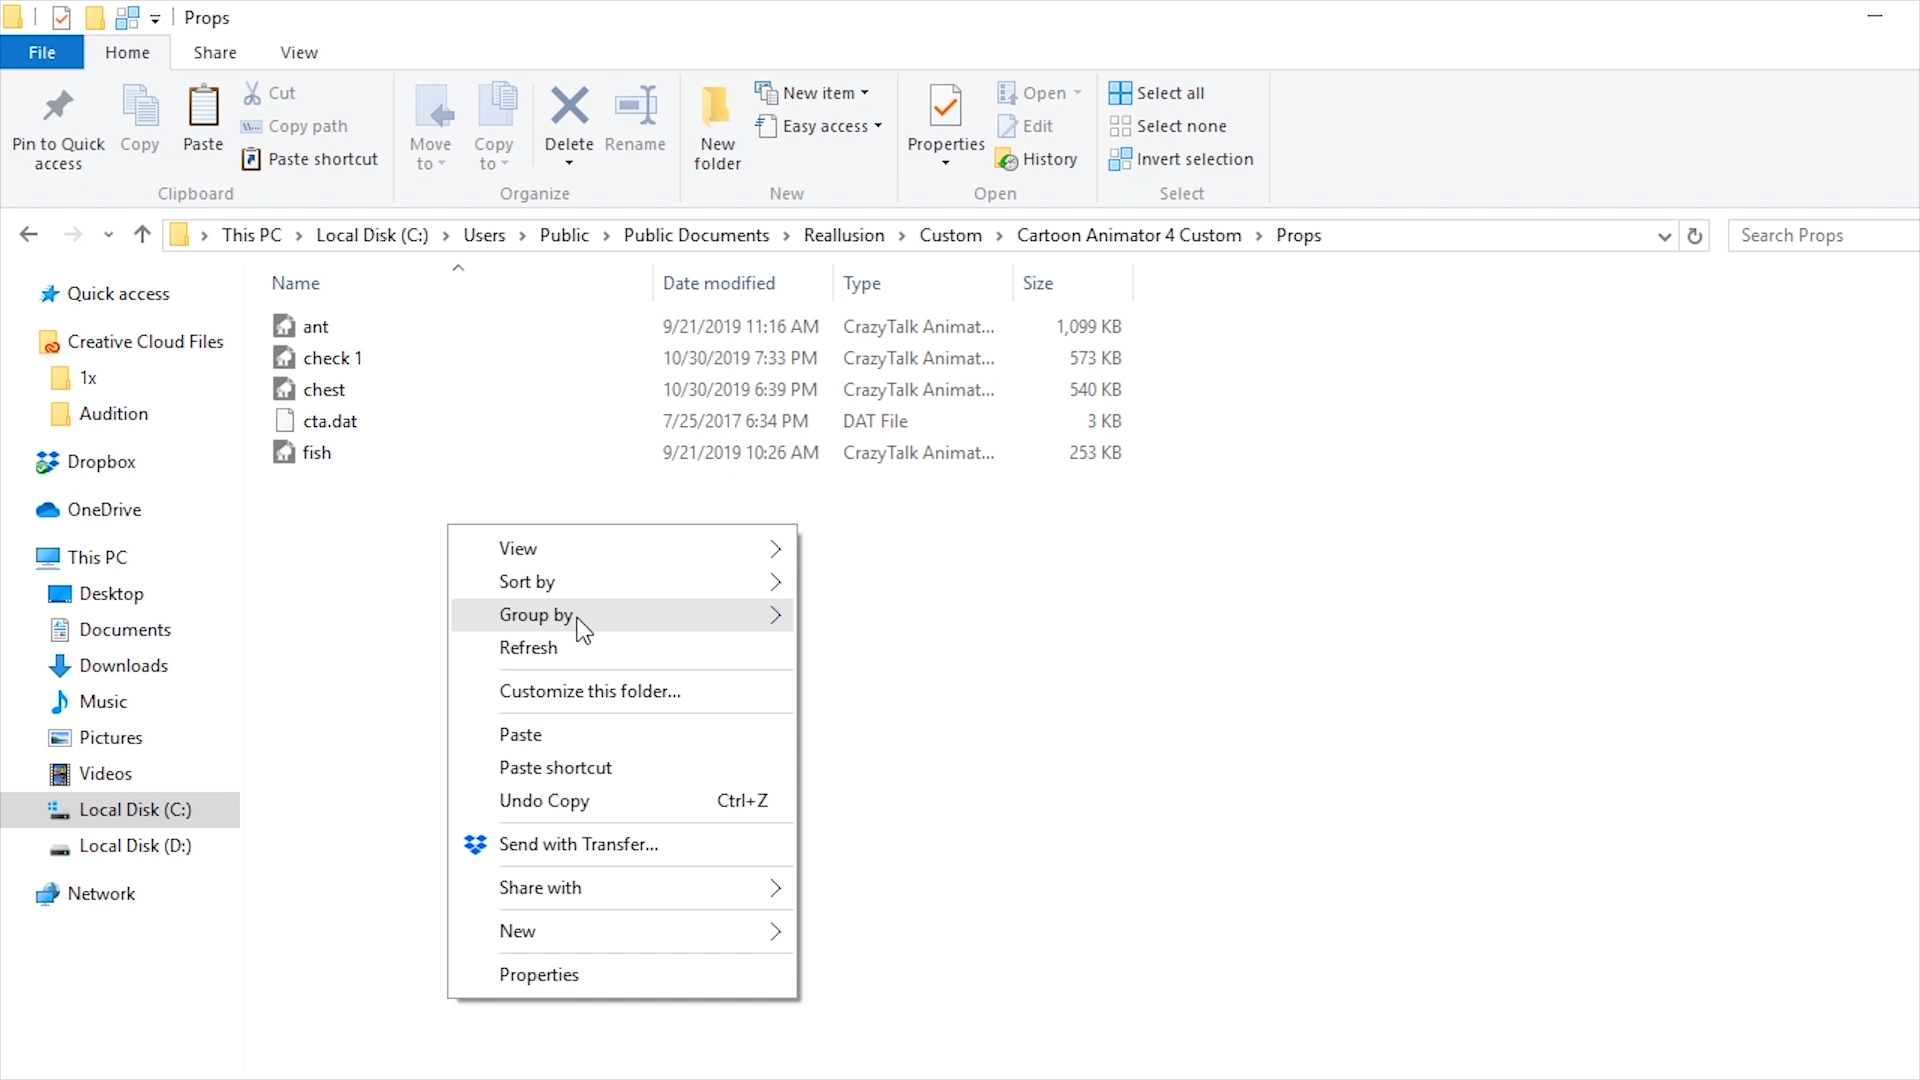 Props
File Home Share View
Pin to Quick access
Copy
Paste
Cut
Copy path
Paste shortcut
Clipboard
Move to
Copy to
Delete
Rename
Organize
New folder
New item
Easy access
New
Properties
Open
Edit
History
Open
Select all
Select none
Invert selection
Select
This PC Local Disk (C:) Users Public Public Documents Reallusion Custom Cartoon Animator 4 Custom Props
Search Props
Quick access
Creative Cloud Files
1x
Audition
Dropbox
OneDrive
This PC
Desktop
Documents
Downloads
Music
Pictures
Videos
Local Disk (C:)
Local Disk (D:)
Network
Name Date modified Type Size
ant 9/21/2019 11:16 AM CrazyTalk Animat... 1,099 KB
check 1 10/30/2019 7:33 PM CrazyTalk Animat... 573 KB
chest 10/30/2019 6:39 PM CrazyTalk Animat... 540 KB
cta.dat 7/25/2017 6:34 PM DAT File 3 KB
fish 9/21/2019 10:26 AM CrazyTalk Animat... 253 KB
View
Sort by
Group by
Refresh
Customize this folder...
Paste
Paste shortcut
Undo Copy Ctrl+Z
Send with Transfer...
Share with
New
Properties